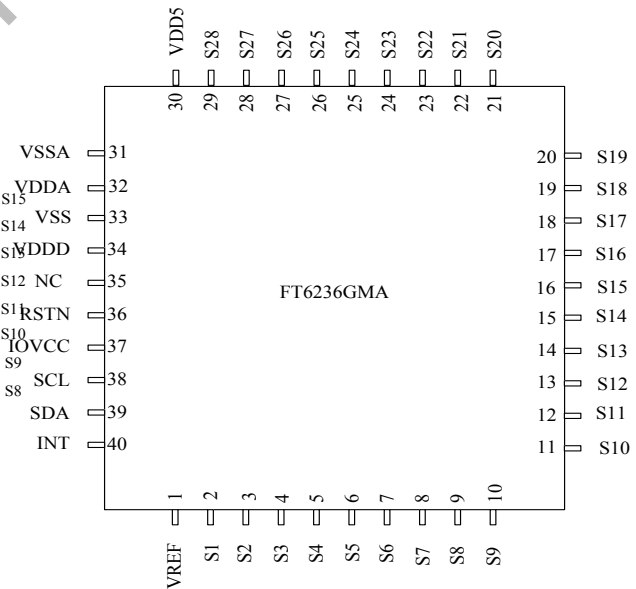 VDD5 S28 S27 S26 S25 S24 S23 S22 S21 S20
30 29 28 27 26 25 24 23 22 21
VSSA 31
VDDA 32
S15
VSS 33
S14
VDDD 34
S13
NC 35
S12
RSTN 36
S11
IOVCC 37
S10
S9
SCL 38
S8
SDA 39
INT 40
FT6236GMA
20 S19
19 S18
18 S17
17 S16
16 S15
15 S14
14 S13
13 S12
12 S11
11 S10
1 2 3 4 5 6 7 8 9 10
VREF S1 S2 S3 S4 S5 S6 S7 S8 S9